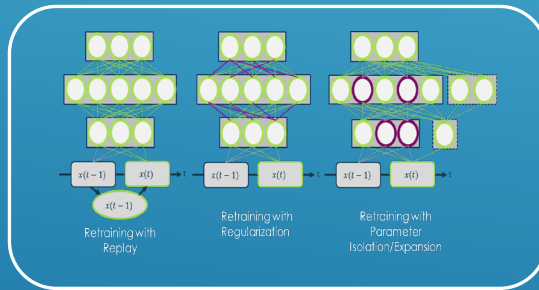 x(t − 1)
x(t)
t
x(t − 1)
Retraining with
Replay
x(t − 1)
x(t)
t
Retraining with
Regularization
x(t − 1)
x(t)
t
Retraining with
Parameter
Isolation/Expansion